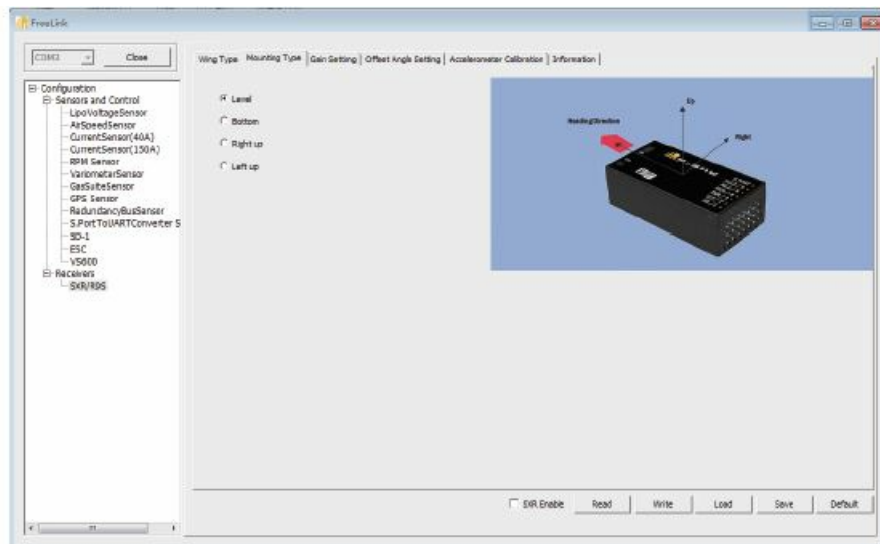 FreeLink
COM3 Close
Wing Type Mounting Type Gain Setting Offset Angle Setting Accelerometer Calibration Information
Configuration
Sensors and Control
LipoVoltageSensor
AirSpeedSensor
CurrentSensor(40A)
CurrentSensor(150A)
RPM Sensor
VariometerSensor
GasSuiteSensor
GPS Sensor
RedundancyBusSensor
S.PortToUARTConverter S
SD-1
ESC
VS600
Receivers
SXR/RDS
Level
Bottom
Right up
Left up
Up
Heading Direction
Right
SXR Enable Read Write Load Save Default